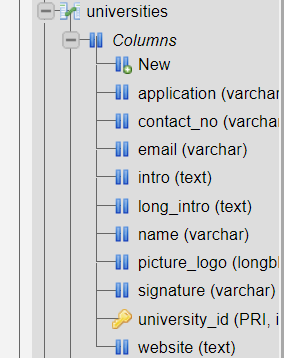 universities
Columns
New
application (varchar
contact_no (varchar
email (varchar)
intro (text)
long_intro (text)
name (varchar)
picture_logo (longb
signature (varchar)
university_id (PRI, i
website (text)